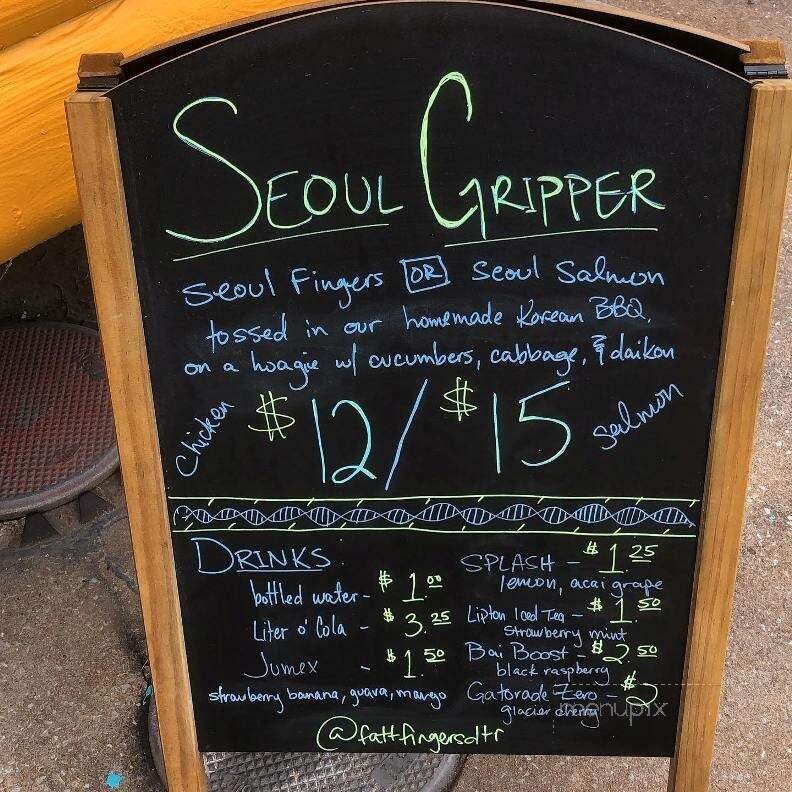 SEOUL GRIPPER
Seoul Fingers OR Seoul Salmon
tossed in our homemade Korean BBQ,
on a hoagie w/ cucumbers, cabbage, & daikon
chicken $12/$15 salmon
DRINKS
bottled water - $1.00
Liter o' Cola - $3.25
Jumex - $1.50
strawberry banana, guava, mango
SPLASH - $1.25
lemon, acai grape
Lipton Iced Tea - $1.50
strawberry mint
Bai Boost - $2.50
black raspberry
Gatorade Zero - $2
glacier cherry
menupix
@fattfingersdtr